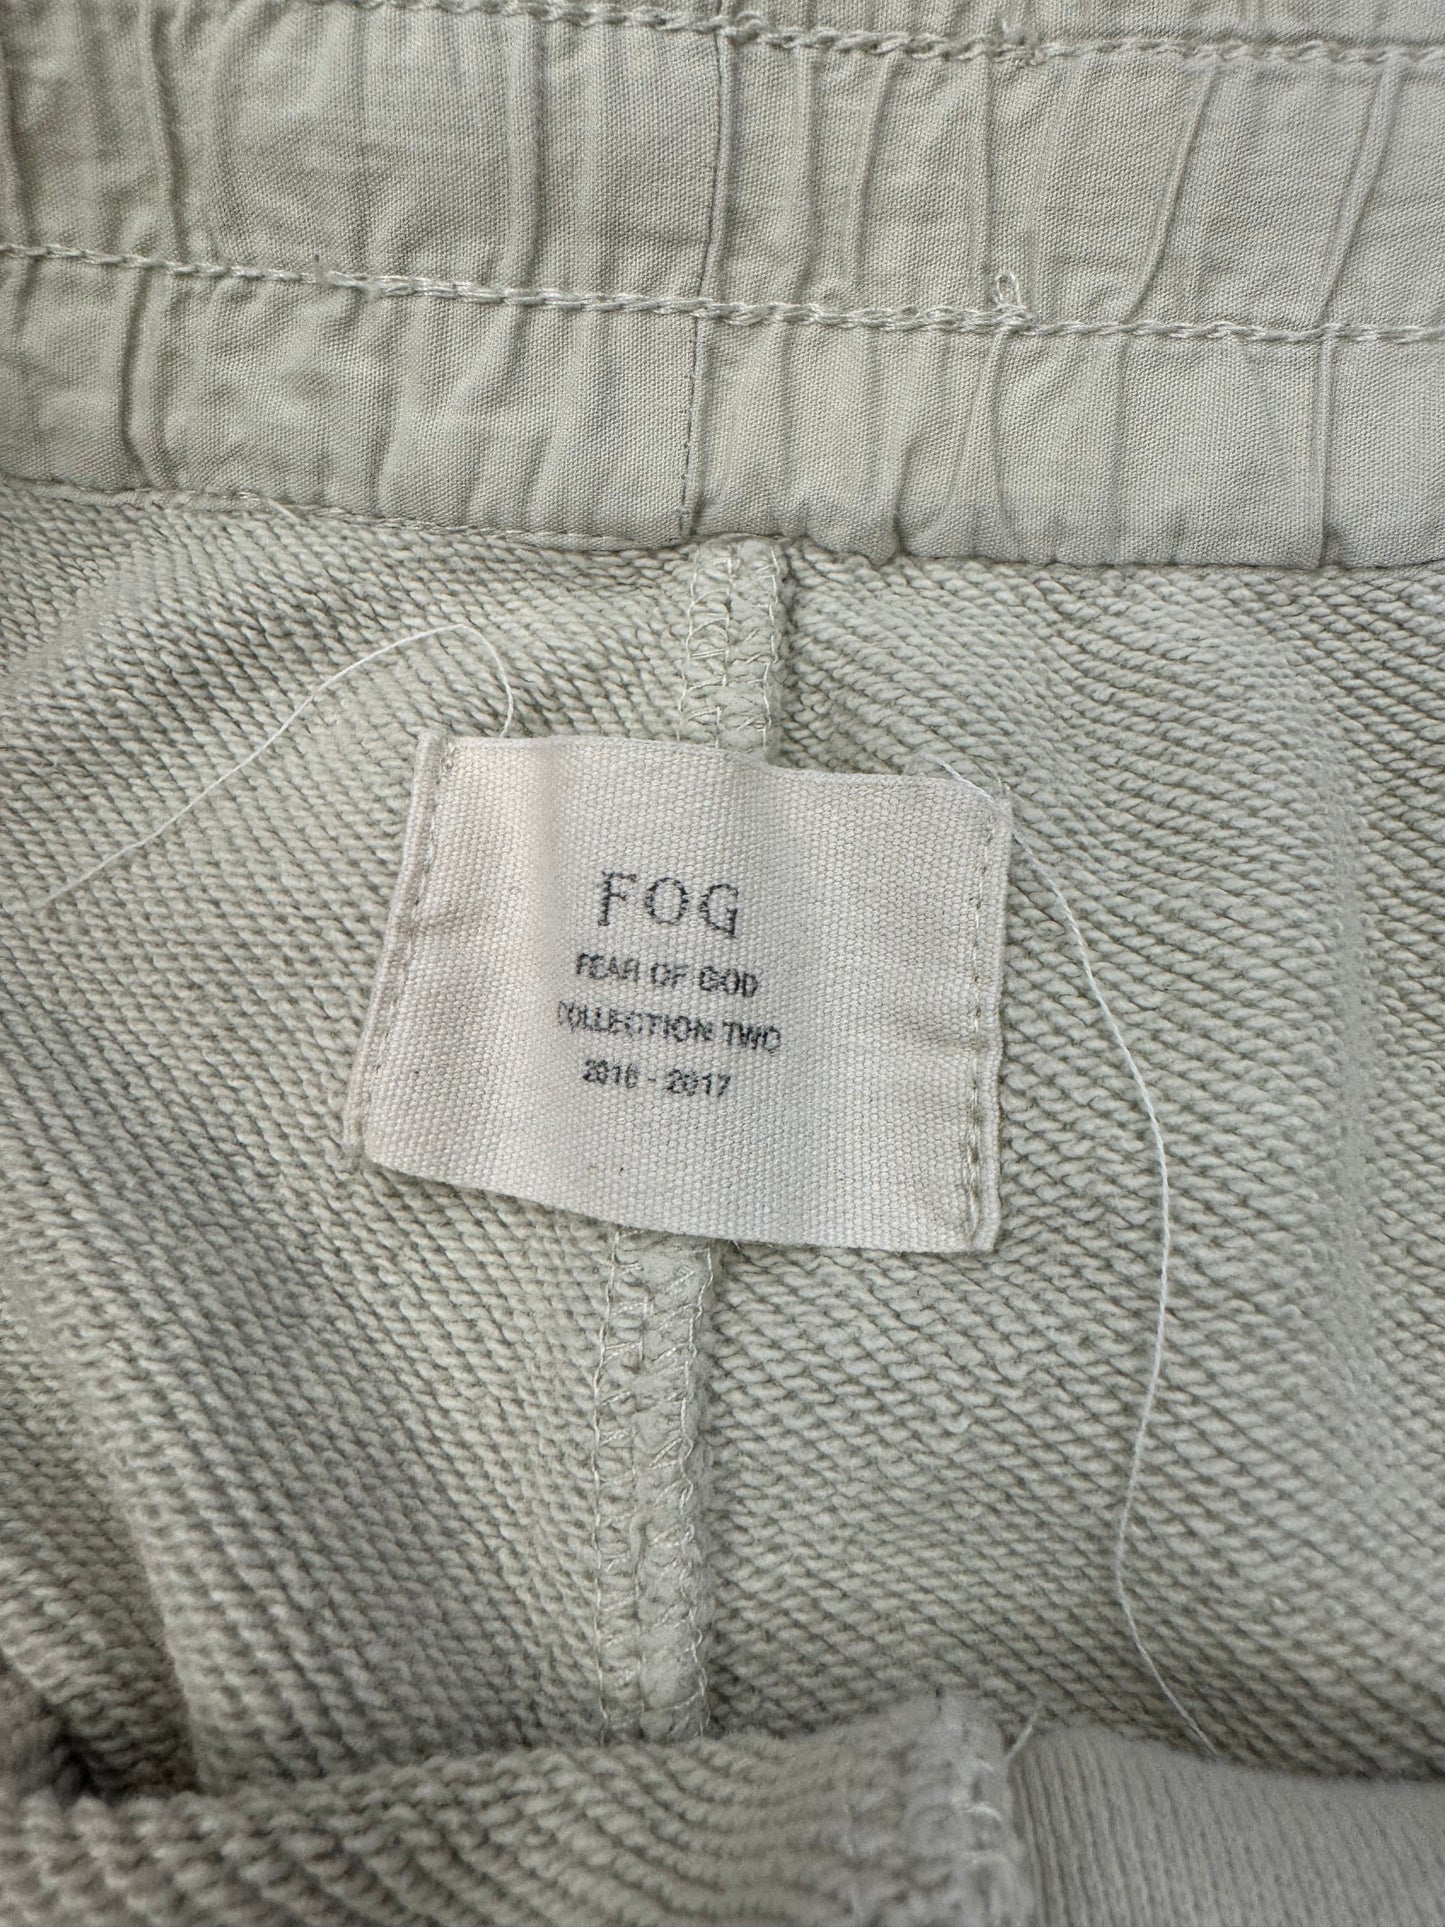 FOG
FEAR OF GOD
COLLECTION TWO
2016 - 2017